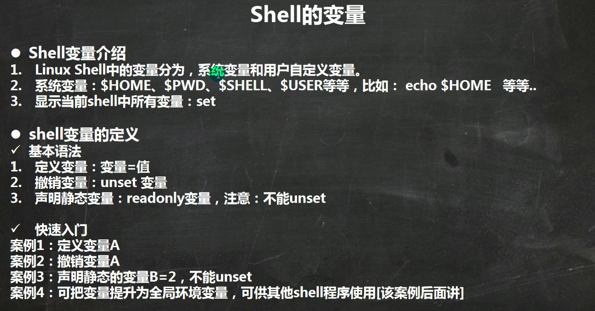 Shell的变量
● Shell变量介绍
1. Linux Shell中的变量分为，系统变量和用户自定义变量。
2. 系统变量：$HOME、$PWD、$SHELL、$USER等等，比如： echo $HOME 等等..
3. 显示当前shell中所有变量：set
● shell变量的定义
✓ 基本语法
1. 定义变量：变量=值
2. 撤销变量：unset 变量
3. 声明静态变量：readonly变量，注意：不能unset
✓ 快速入门
案例1：定义变量A
案例2：撤销变量A
案例3：声明静态的变量B=2，不能unset
案例4：可把变量提升为全局环境变量，可供其他shell程序使用[该案例后面讲]